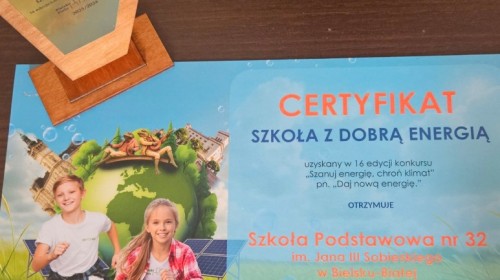 CERTYFIKAT
SZKOŁA Z DOBRĄ ENERGIĄ
uzyskany w 16 edycji konkursu
„Szanuj energię, chroń klimat”
pn. „Daj nową energię.”
OTRZYMUJE
Szkoła Podstawowa nr 32
im. Jana III Sobieskiego
w Bielsku-Białej